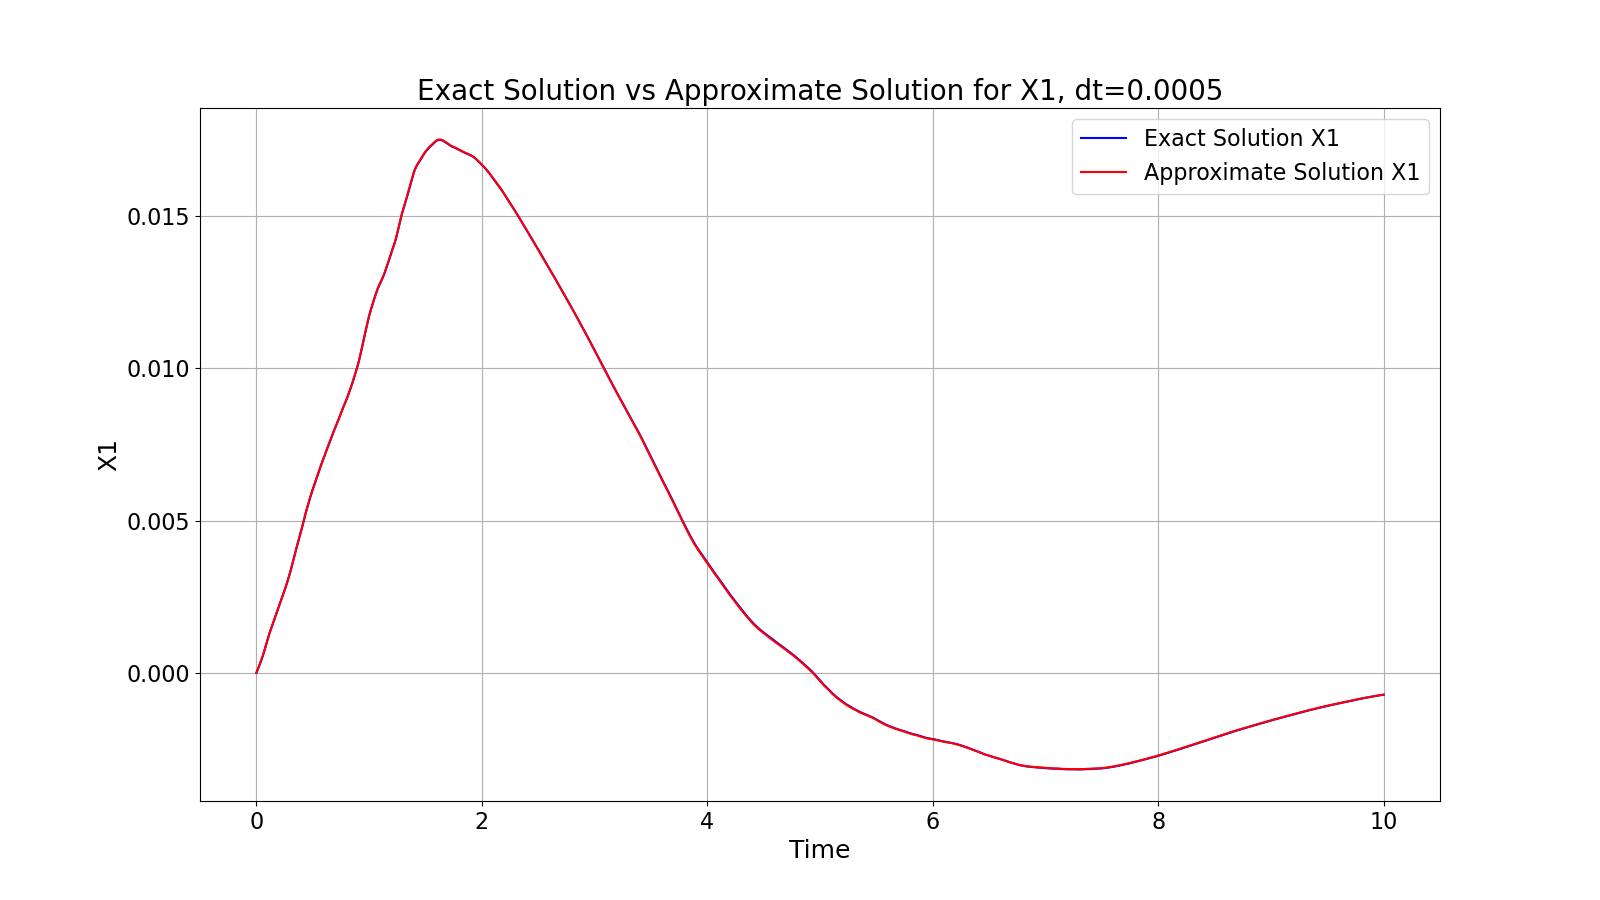 Exact Solution vs Approximate Solution for X1, dt=0.0005
Exact Solution X1
Approximate Solution X1
0.015
0.010
0.005
0.000
X1
0 2 4 6 8 10
Time